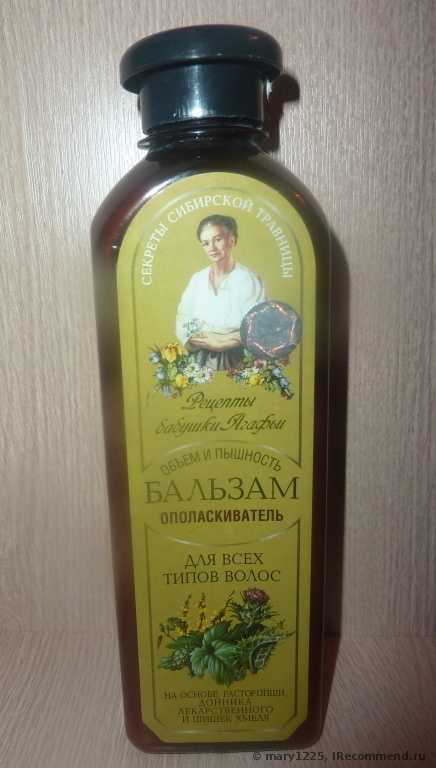 СЕКРЕТЫ СИБИРСКОЙ ТРАВНИЦЫ
Рецепты
бабушки Агафьи
ОБЪЕМ И ПЫШНОСТЬ
БАЛЬЗАМ
ОПОЛАСКИВАТЕЛЬ
ДЛЯ ВСЕХ
ТИПОВ ВОЛОС
НА ОСНОВЕ РАСТОРОПШИ,
ДОННИКА
ЛЕКАРСТВЕННОГО
И ШИШЕК ХМЕЛЯ
© mary1225, IRecommend.ru